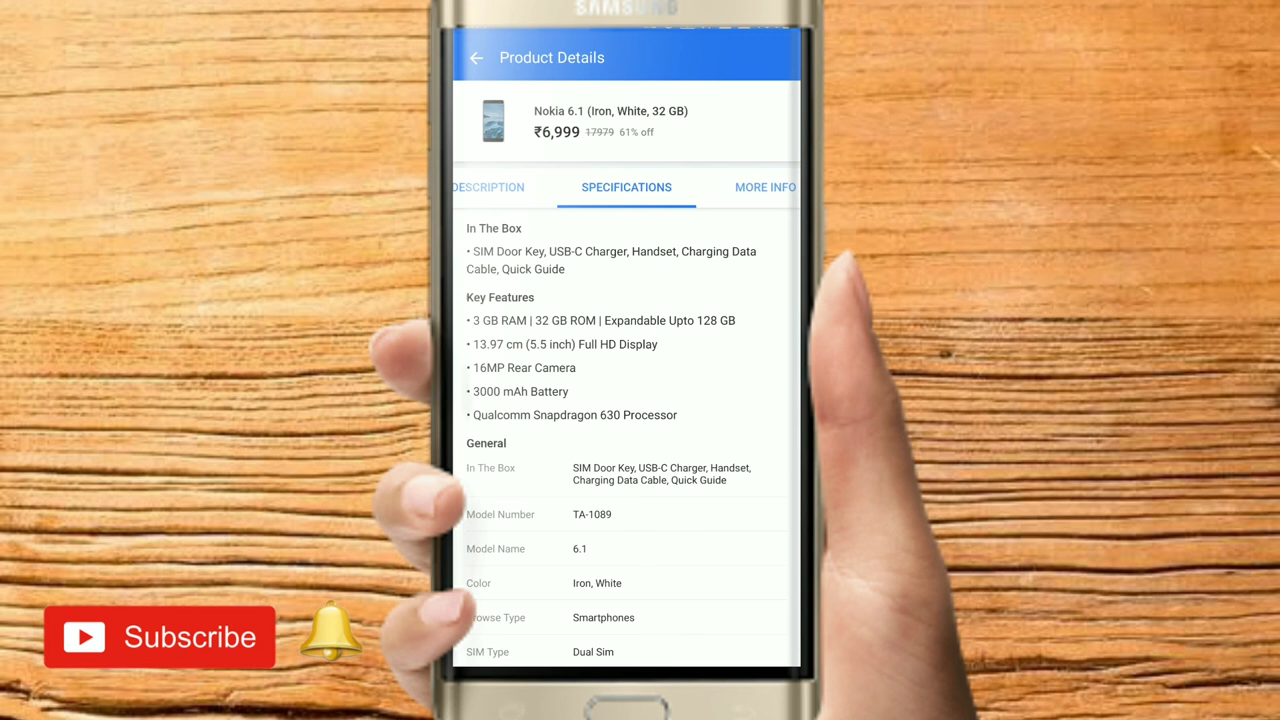 SAMSUNG
Product Details
Nokia 6.1 (Iron, White, 32 GB)
₹6,999 17979 61% off
DESCRIPTION SPECIFICATIONS MORE INFO
In The Box
• SIM Door Key, USB-C Charger, Handset, Charging Data
Cable, Quick Guide
Key Features
• 3 GB RAM | 32 GB ROM | Expandable Upto 128 GB
• 13.97 cm (5.5 inch) Full HD Display
• 16MP Rear Camera
• 3000 mAh Battery
• Qualcomm Snapdragon 630 Processor
General
In The Box SIM Door Key, USB-C Charger, Handset,
Charging Data Cable, Quick Guide
Model Number TA-1089
Model Name 6.1
Color Iron, White
rowse Type Smartphones
SIM Type Dual Sim
Subscribe